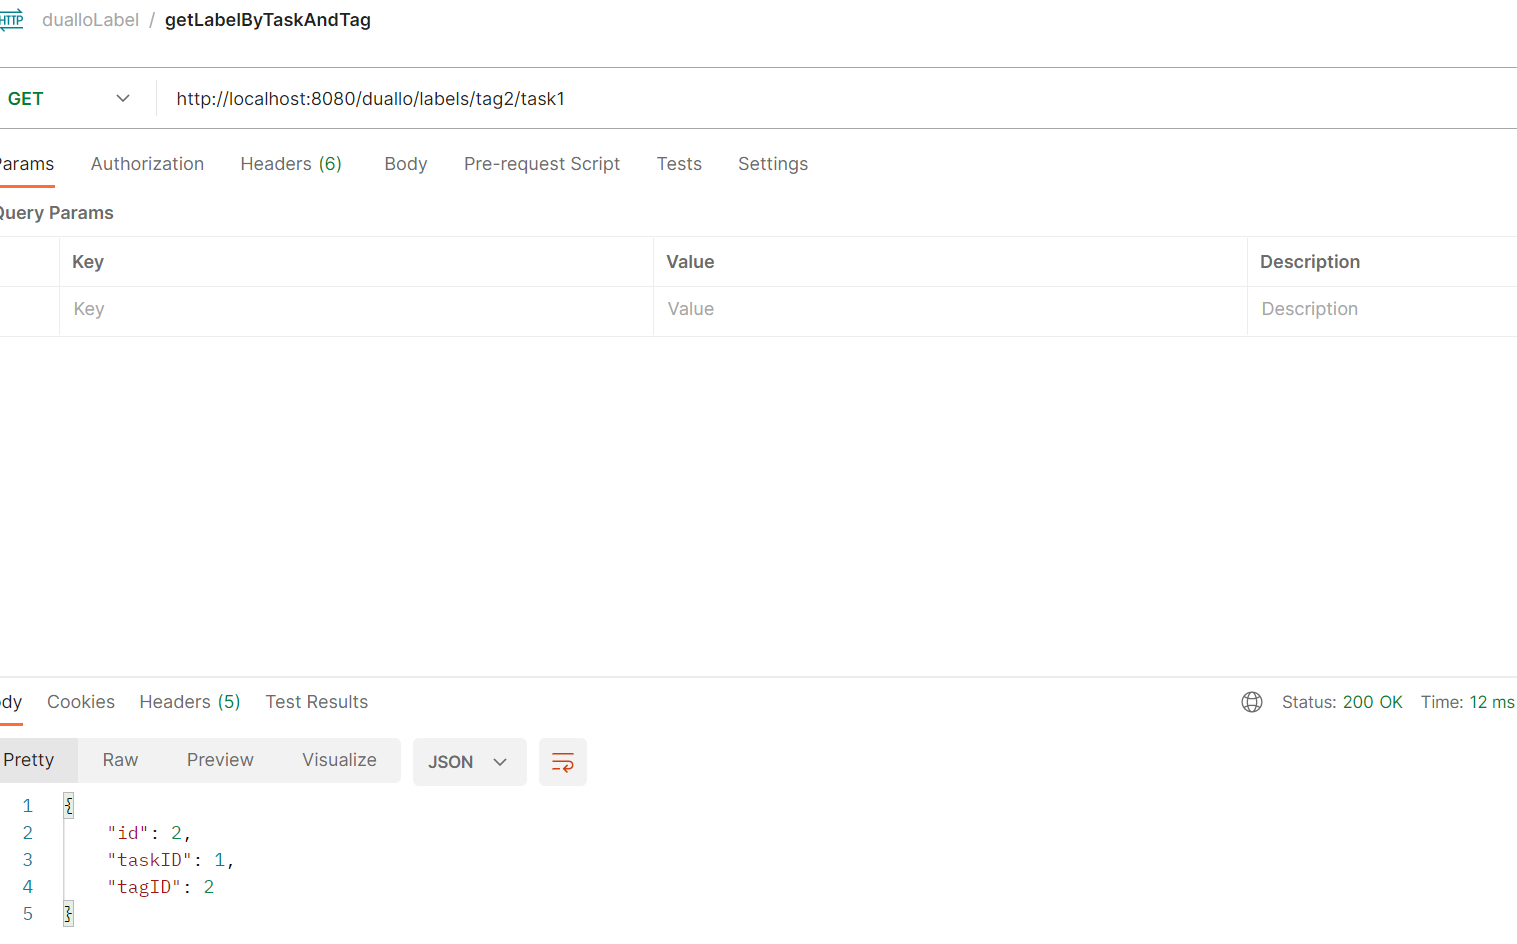 HTTP dualloLabel / getLabelByTaskAndTag
GET http://localhost:8080/duallo/labels/tag2/task1
Params Authorization Headers (6) Body Pre-request Script Tests Settings
Query Params
Key Value Description
Key Value Description
dy Cookies Headers (5) Test Results Status: 200 OK Time: 12 ms
Pretty Raw Preview Visualize JSON
1 {
2 "id": 2,
3 "taskID": 1,
4 "tagID": 2
5 }